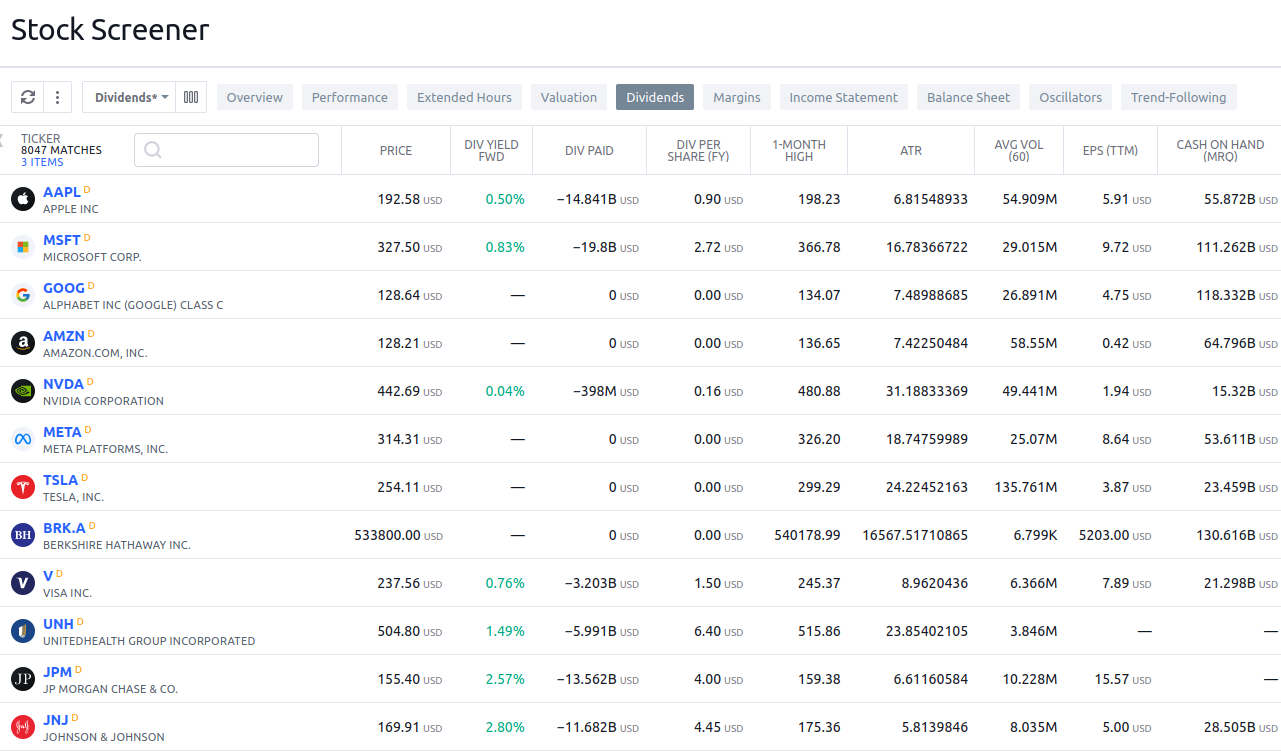 Stock Screener
Dividends* Overview Performance Extended Hours Valuation Dividends Margins Income Statement Balance Sheet Oscillators Trend-Following
TICKER
8047 MATCHES
3 ITEMS
PRICE
DIV YIELD
FWD
DIV PAID
DIV PER
SHARE (FY)
1-MONTH
HIGH
ATR
AVG VOL
(60)
EPS (TTM)
CASH ON HAND
(MRQ)
AAPL D
APPLE INC
192.58 USD 0.50% −14.841B USD 0.90 USD 198.23 6.81548933 54.909M 5.91 USD 55.872B USD
MSFT D
MICROSOFT CORP.
327.50 USD 0.83% −19.8B USD 2.72 USD 366.78 16.78366722 29.015M 9.72 USD 111.262B USD
GOOG D
ALPHABET INC (GOOGLE) CLASS C
128.64 USD — 0 USD 0.00 USD 134.07 7.48988685 26.891M 4.75 USD 118.332B USD
AMZN D
AMAZON.COM, INC.
128.21 USD — 0 USD 0.00 USD 136.65 7.42250484 58.55M 0.42 USD 64.796B USD
NVDA D
NVIDIA CORPORATION
442.69 USD 0.04% −398M USD 0.16 USD 480.88 31.18833369 49.441M 1.94 USD 15.32B USD
META D
META PLATFORMS, INC.
314.31 USD — 0 USD 0.00 USD 326.20 18.74759989 25.07M 8.64 USD 53.611B USD
TSLA D
TESLA, INC.
254.11 USD — 0 USD 0.00 USD 299.29 24.22452163 135.761M 3.87 USD 23.459B USD
BH
BRK.A D
BERKSHIRE HATHAWAY INC.
533800.00 USD — 0 USD 0.00 USD 540178.99 16567.51710865 6.799K 5203.00 USD 130.616B USD
V
V D
VISA INC.
237.56 USD 0.76% −3.203B USD 1.50 USD 245.37 8.9620436 6.366M 7.89 USD 21.298B USD
UNH D
UNITEDHEALTH GROUP INCORPORATED
504.80 USD 1.49% −5.991B USD 6.40 USD 515.86 23.85402105 3.846M — —
JP
JPM D
JP MORGAN CHASE & CO.
155.40 USD 2.57% −13.562B USD 4.00 USD 159.38 6.61160584 10.228M 15.57 USD —
JNJ D
JOHNSON & JOHNSON
169.91 USD 2.80% −11.682B USD 4.45 USD 175.36 5.8139846 8.035M 5.00 USD 28.505B USD